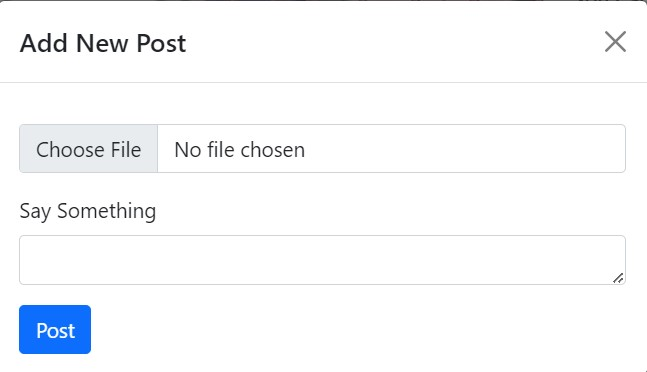 Add New Post
Choose File No file chosen
Say Something
Post